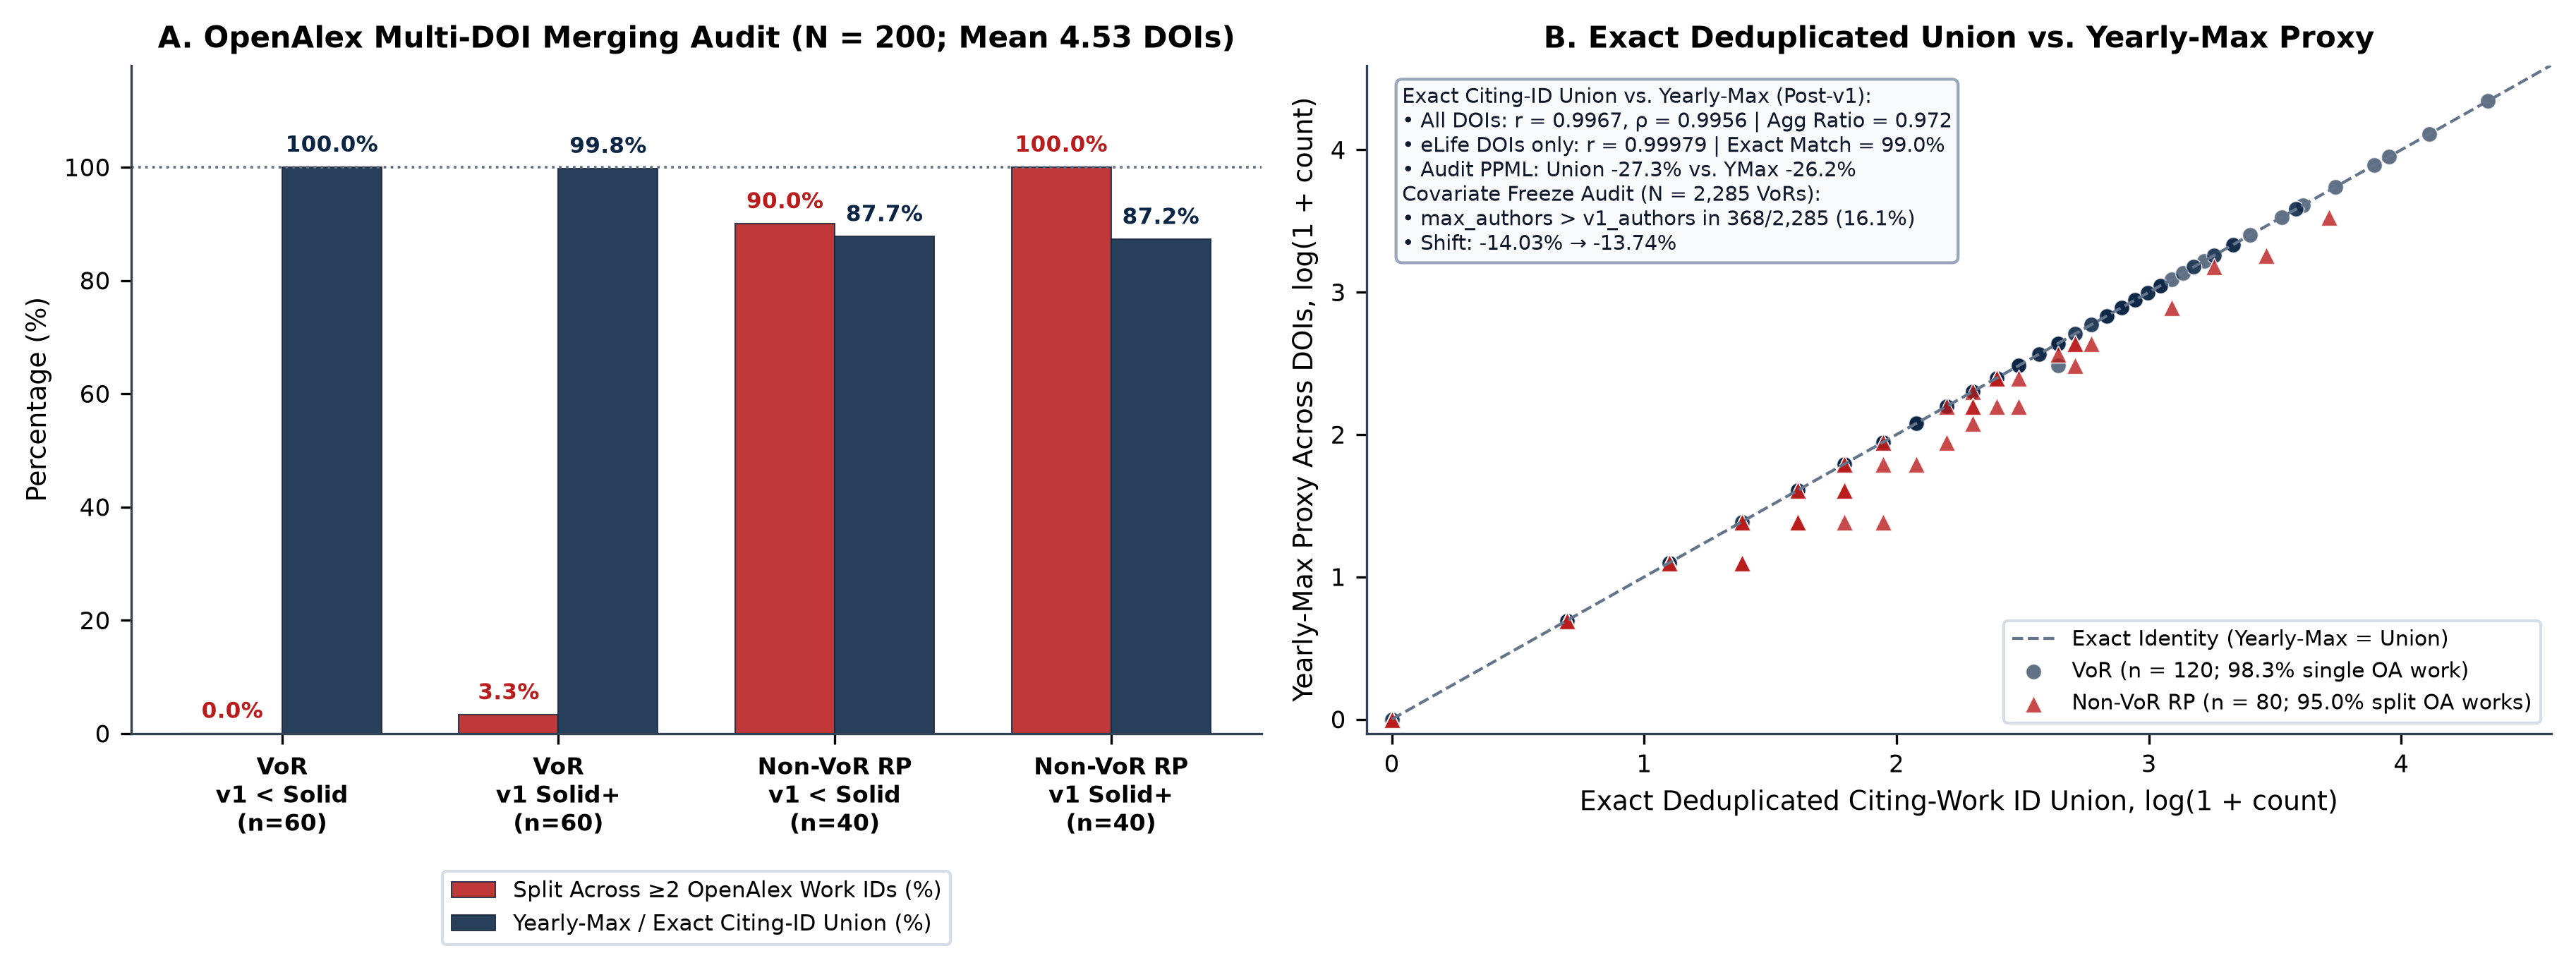 A. OpenAlex Multi-DOI Merging Audit (N = 200; Mean 4.53 DOIs)
Percentage (%)
100
80
60
40
20
0
0.0%
100.0%
3.3%
99.8%
90.0%
87.7%
100.0%
87.2%
VoR
v1 < Solid
(n=60)
VoR
v1 Solid+
(n=60)
Non-VoR RP
v1 < Solid
(n=40)
Non-VoR RP
v1 Solid+
(n=40)
Split Across ≥2 OpenAlex Work IDs (%)
Yearly-Max / Exact Citing-ID Union (%)
B. Exact Deduplicated Union vs. Yearly-Max Proxy
Yearly-Max Proxy Across DOIs, log(1 + count)
4
3
2
1
0
Exact Citing-ID Union vs. Yearly-Max (Post-v1):
• All DOIs: r = 0.9967, ρ = 0.9956 | Agg Ratio = 0.972
• eLife DOIs only: r = 0.99979 | Exact Match = 99.0%
• Audit PPML: Union -27.3% vs. YMax -26.2%
Covariate Freeze Audit (N = 2,285 VoRs):
• max_authors > v1_authors in 368/2,285 (16.1%)
• Shift: -14.03% → -13.74%
Exact Identity (Yearly-Max = Union)
VoR (n = 120; 98.3% single OA work)
Non-VoR RP (n = 80; 95.0% split OA works)
0
1
2
3
4
Exact Deduplicated Citing-Work ID Union, log(1 + count)